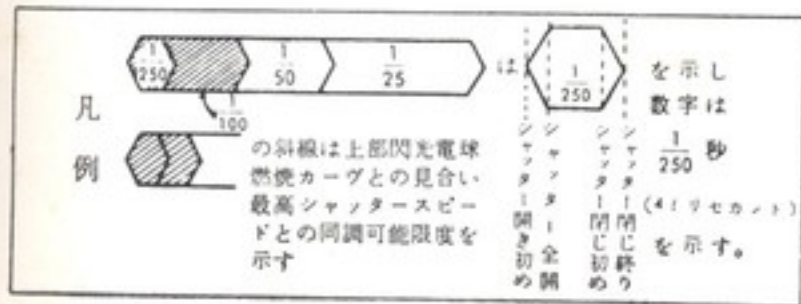 凡例
1/250
1/100
1/50
1/25
は
1/250
を示し
数字は
1/250 秒
(4ミリセカンド)
を示す。
シャッター開き初め
シャッター全開
シャッター閉じ初め
シャッター閉じ終り
の斜線は上部閃光電球
燃焼カーヴとの見合い
最高シャッタースピー
ドとの同調可能限度を
示す